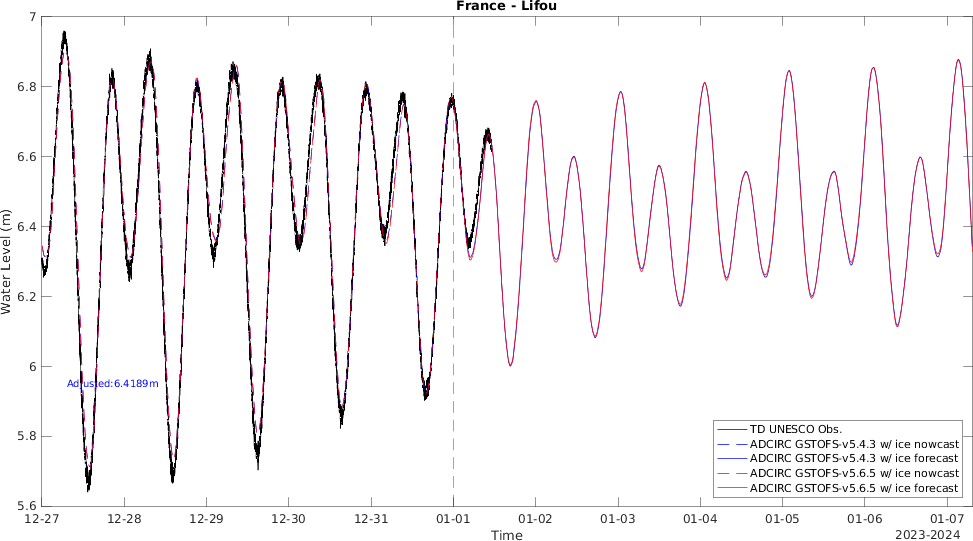 France - Lifou
7
6.8
6.6
6.4
6.2
6
5.8
5.6
Water Level (m)
Adjusted:6.4189m
TD UNESCO Obs.
ADCIRC GSTOFS-v5.4.3 w/ ice nowcast
ADCIRC GSTOFS-v5.4.3 w/ ice forecast
ADCIRC GSTOFS-v5.6.5 w/ ice nowcast
ADCIRC GSTOFS-v5.6.5 w/ ice forecast
12-27 12-28 12-29 12-30 12-31 01-01 01-02 01-03 01-04 01-05 01-06 01-07
Time
2023-2024